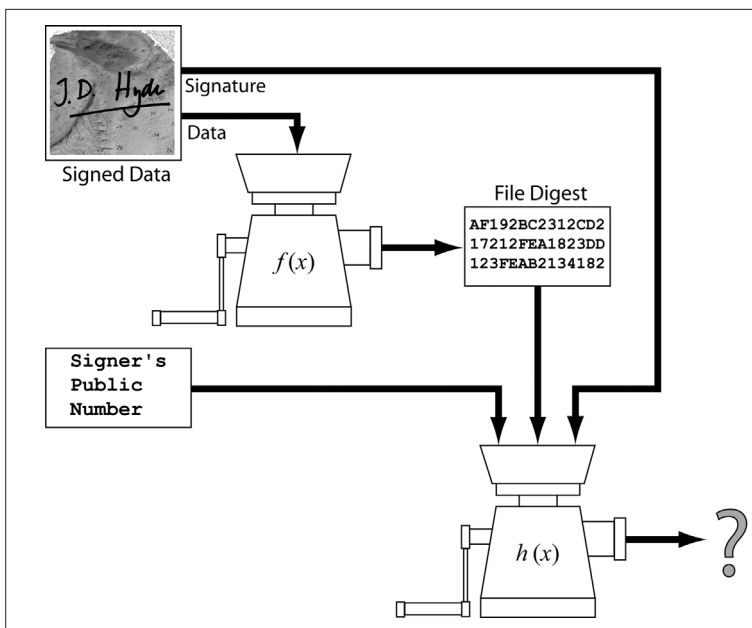 J.D. Hyde
Signature
Data
Signed Data
File Digest
AF192BC2312CD2
17212FEA1823DD
123FEAB2134182
f(x)
Signer's
Public
Number
h(x)
?